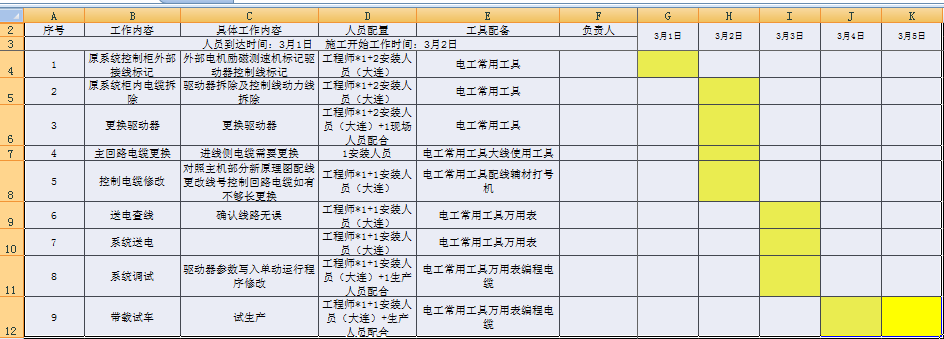 A B C D E F G H I J K
2 序号 工作内容 具体工作内容 人员配置 工具配备 负责人 3月1日 3月2日 3月3日 3月4日 3月5日
3 人员到达时间：3月1日 施工开始工作时间：3月2日
4 1 原系统控制柜外部接线标记 外部电机励磁测速机标记驱动器控制线标记 工程师*1+2安装人员（大连） 电工常用工具
5 2 原系统柜内电缆拆除 驱动器拆除及控制线动力线拆除 工程师*1+2安装人员（大连） 电工常用工具
6 3 更换驱动器 更换驱动器 工程师*1+2安装人员（大连）+1现场人员配合 电工常用工具
7 4 主回路电缆更换 进线侧电缆需要更换 1安装人员 电工常用工具大线使用工具
8 5 控制电缆修改 对照主机部分新原理图配线更改线号控制回路电缆如有不够长更换 工程师*1+1安装人员（大连） 电工常用工具配线辅材打号机
9 6 送电查线 确认线路无误 工程师*1+1安装人员（大连） 电工常用工具万用表
10 7 系统送电 工程师*1+1安装人员（大连） 电工常用工具万用表
11 8 系统调试 驱动器参数写入单动运行程序修改 工程师*1+1安装人员（大连）+1生产人员配合 电工常用工具万用表编程电缆
12 9 带载试车 试生产 工程师*1+1安装人员（大连）+生产人员配合 电工常用工具万用表编程电缆